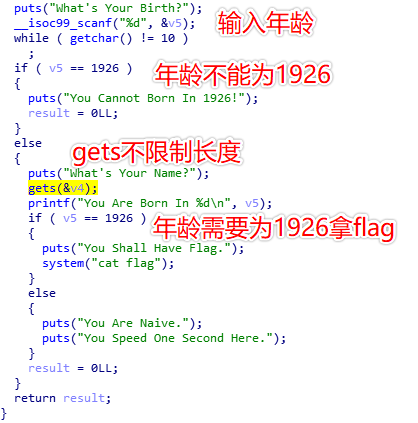 puts("What's Your Birth?");
__isoc99_scanf("%d", &v5);
输入年龄
while ( getchar() != 10 )
;
if ( v5 == 1926 )
年龄不能为1926
{
puts("You Cannot Born In 1926!");
result = 0LL;
}
else
gets不限制长度
{
puts("What's Your Name?");
gets(&v4);
printf("You Are Born In %d\n", v5);
if ( v5 == 1926 )
年龄需要为1926拿flag
{
puts("You Shall Have Flag.");
system("cat flag");
}
else
{
puts("You Are Naive.");
puts("You Speed One Second Here.");
}
result = 0LL;
}
return result;
}